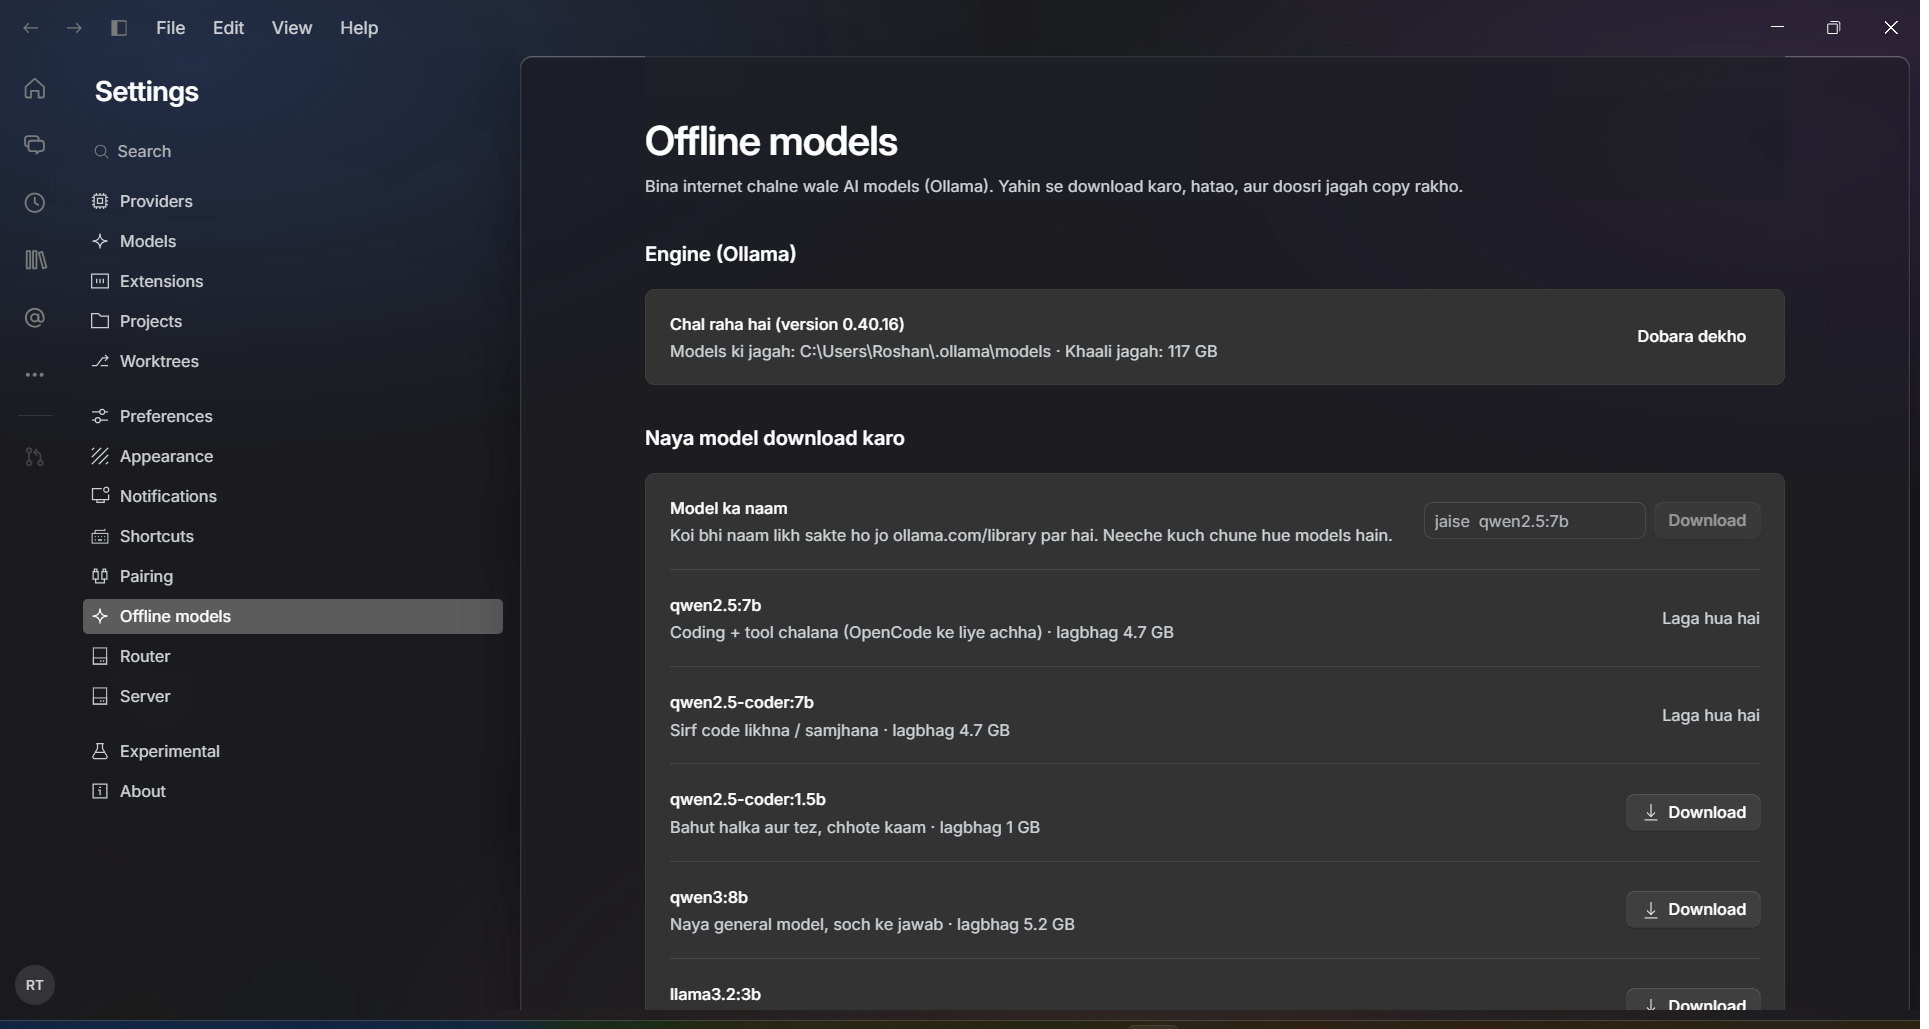 File Edit View Help
Settings
Search
Providers
Models
Extensions
Projects
Worktrees
Preferences
Appearance
Notifications
Shortcuts
Pairing
Offline models
Router
Server
Experimental
About
RT
Offline models
Bina internet chalne wale AI models (Ollama). Yahin se download karo, hatao, aur doosri jagah copy rakho.
Engine (Ollama)
Chal raha hai (version 0.40.16)
Models ki jagah: C:\Users\Roshan\.ollama\models · Khaali jagah: 117 GB
Dobara dekho
Naya model download karo
Model ka naam
Koi bhi naam likh sakte ho jo ollama.com/library par hai. Neeche kuch chune hue models hain.
jaise qwen2.5:7b
Download
qwen2.5:7b
Coding + tool chalana (OpenCode ke liye achha) · lagbhag 4.7 GB
Laga hua hai
qwen2.5-coder:7b
Sirf code likhna / samjhana · lagbhag 4.7 GB
Laga hua hai
qwen2.5-coder:1.5b
Bahut halka aur tez, chhote kaam · lagbhag 1 GB
Download
qwen3:8b
Naya general model, soch ke jawab · lagbhag 5.2 GB
Download
llama3.2:3b
Download